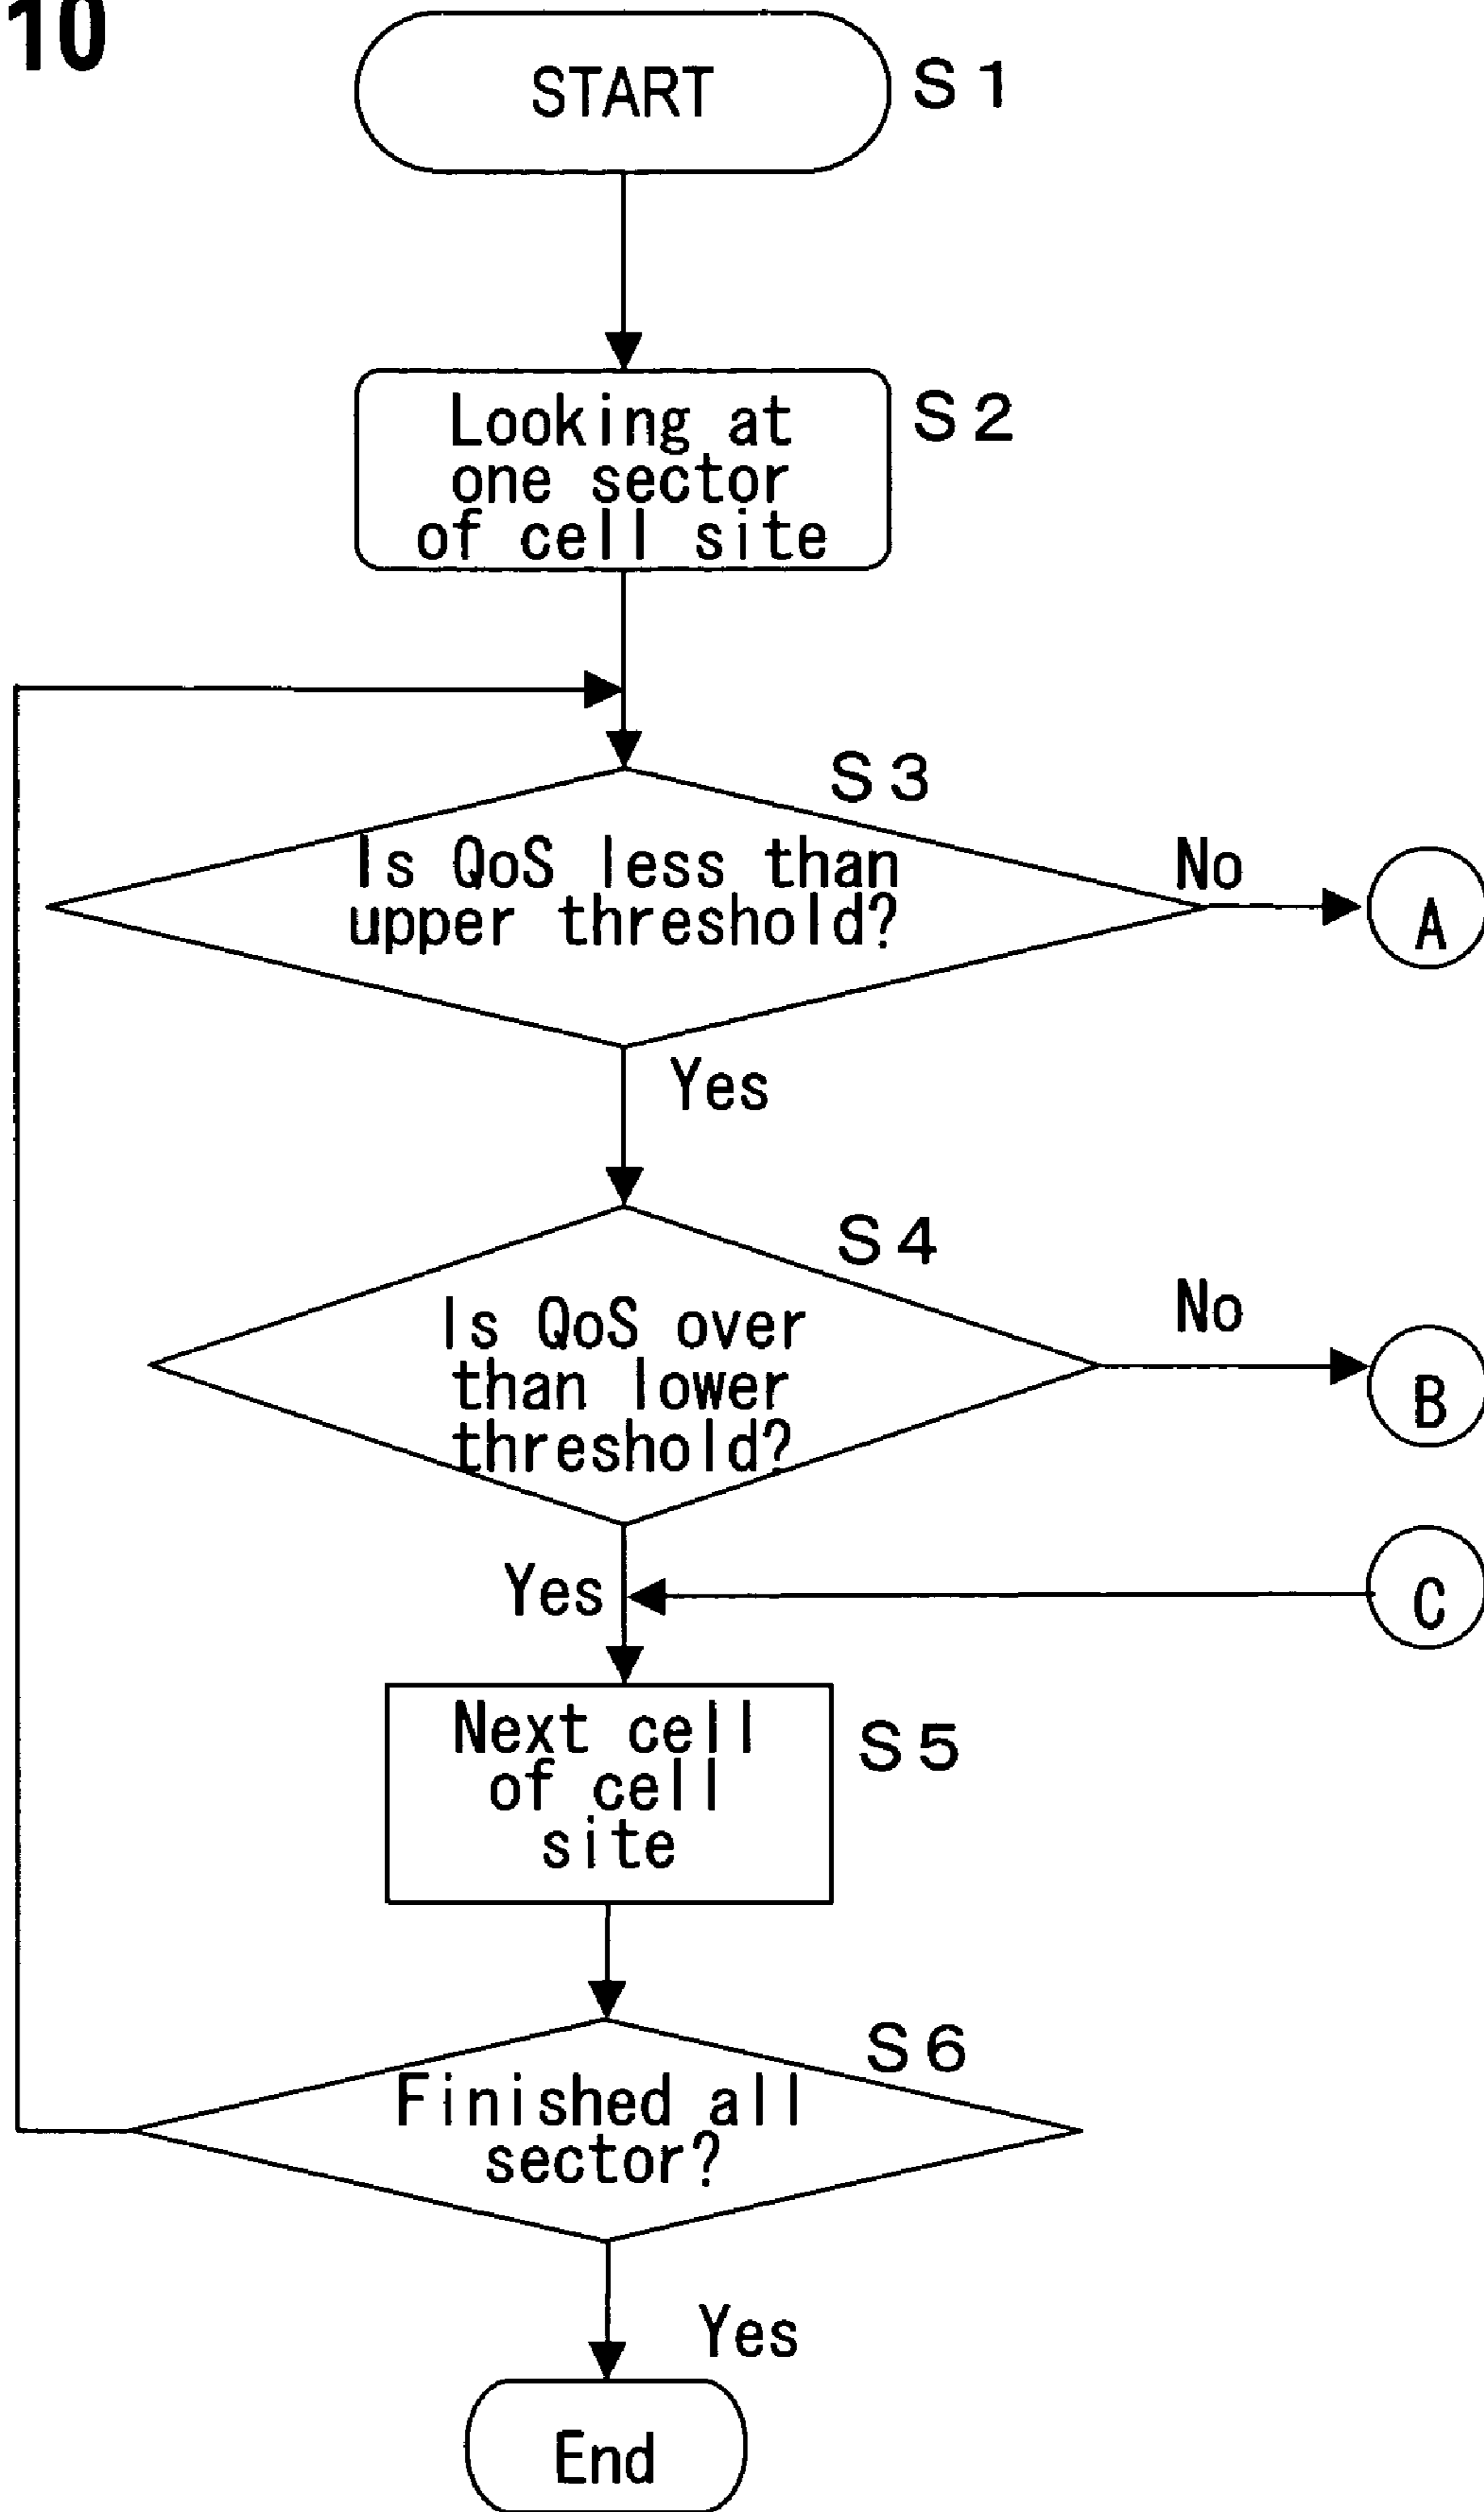 10
START
S1
Looking at
one sector
of cell site
S2
S3
Is QoS less than
upper threshold?
No
A
Yes
S4
Is QoS over
than lower
threshold?
No
B
Yes
C
Next cell
of cell
site
S5
S6
Finished all
sector?
Yes
End